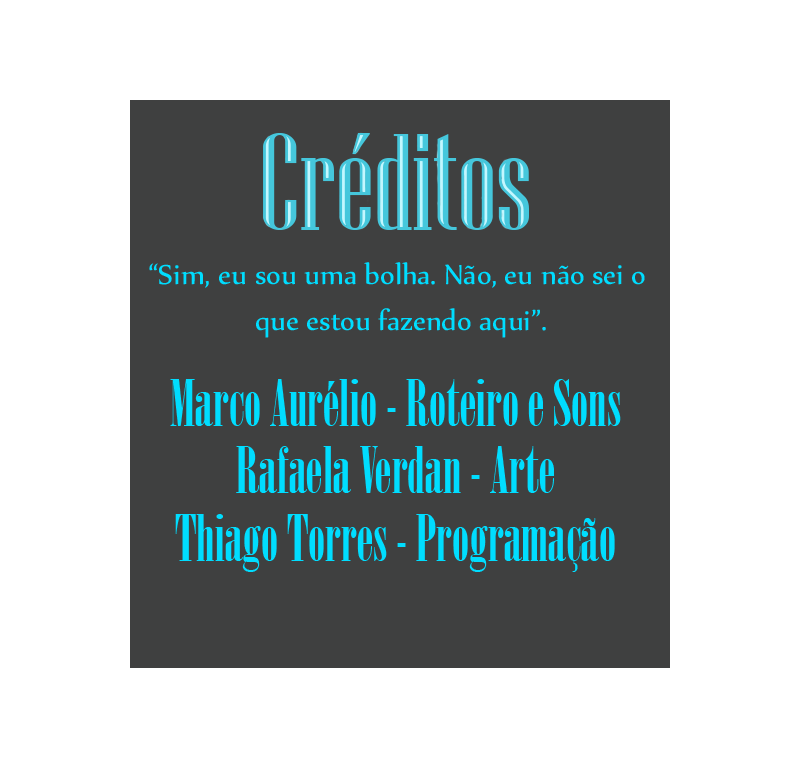 Créditos
“Sim, eu sou uma bolha. Não, eu não sei o
que estou fazendo aqui”.
Marco Aurélio - Roteiro e Sons
Rafaela Verdan - Arte
Thiago Torres - Programação